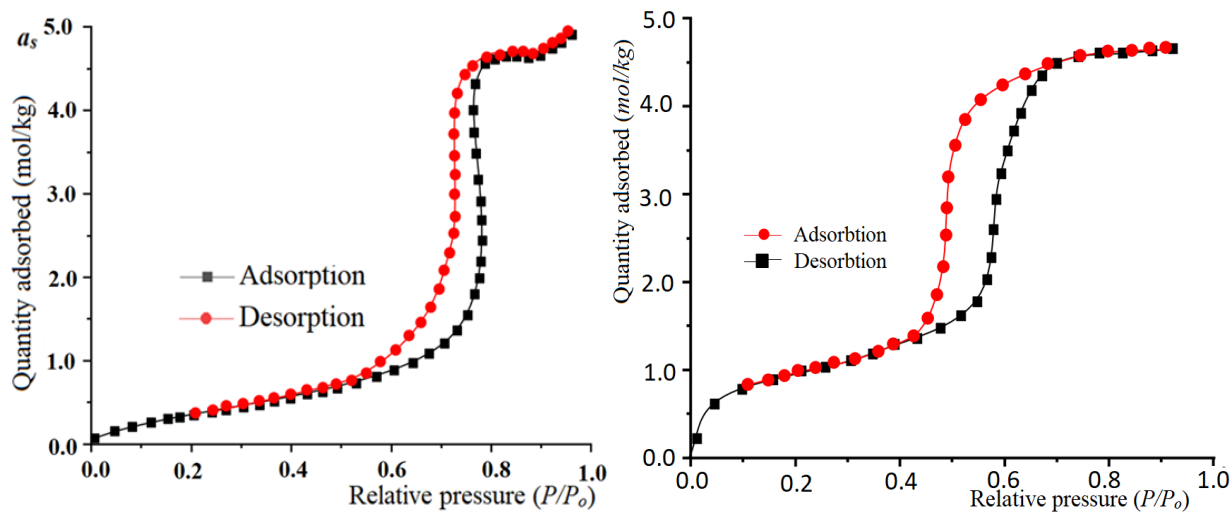 a_s
Quantity adsorbed (mol/kg)
5.0
4.0
3.0
2.0
1.0
0.0
Adsorption
Desorption
0.0 0.2 0.4 0.6 0.8 1.0
Relative pressure (P/P_o)
Quantity adsorbed (mol/kg)
5.0
4.0
3.0
2.0
1.0
0.0
Adsorbtion
Desorbtion
0.0 0.2 0.4 0.6 0.8 1.0
Relative pressure (P/P_o)